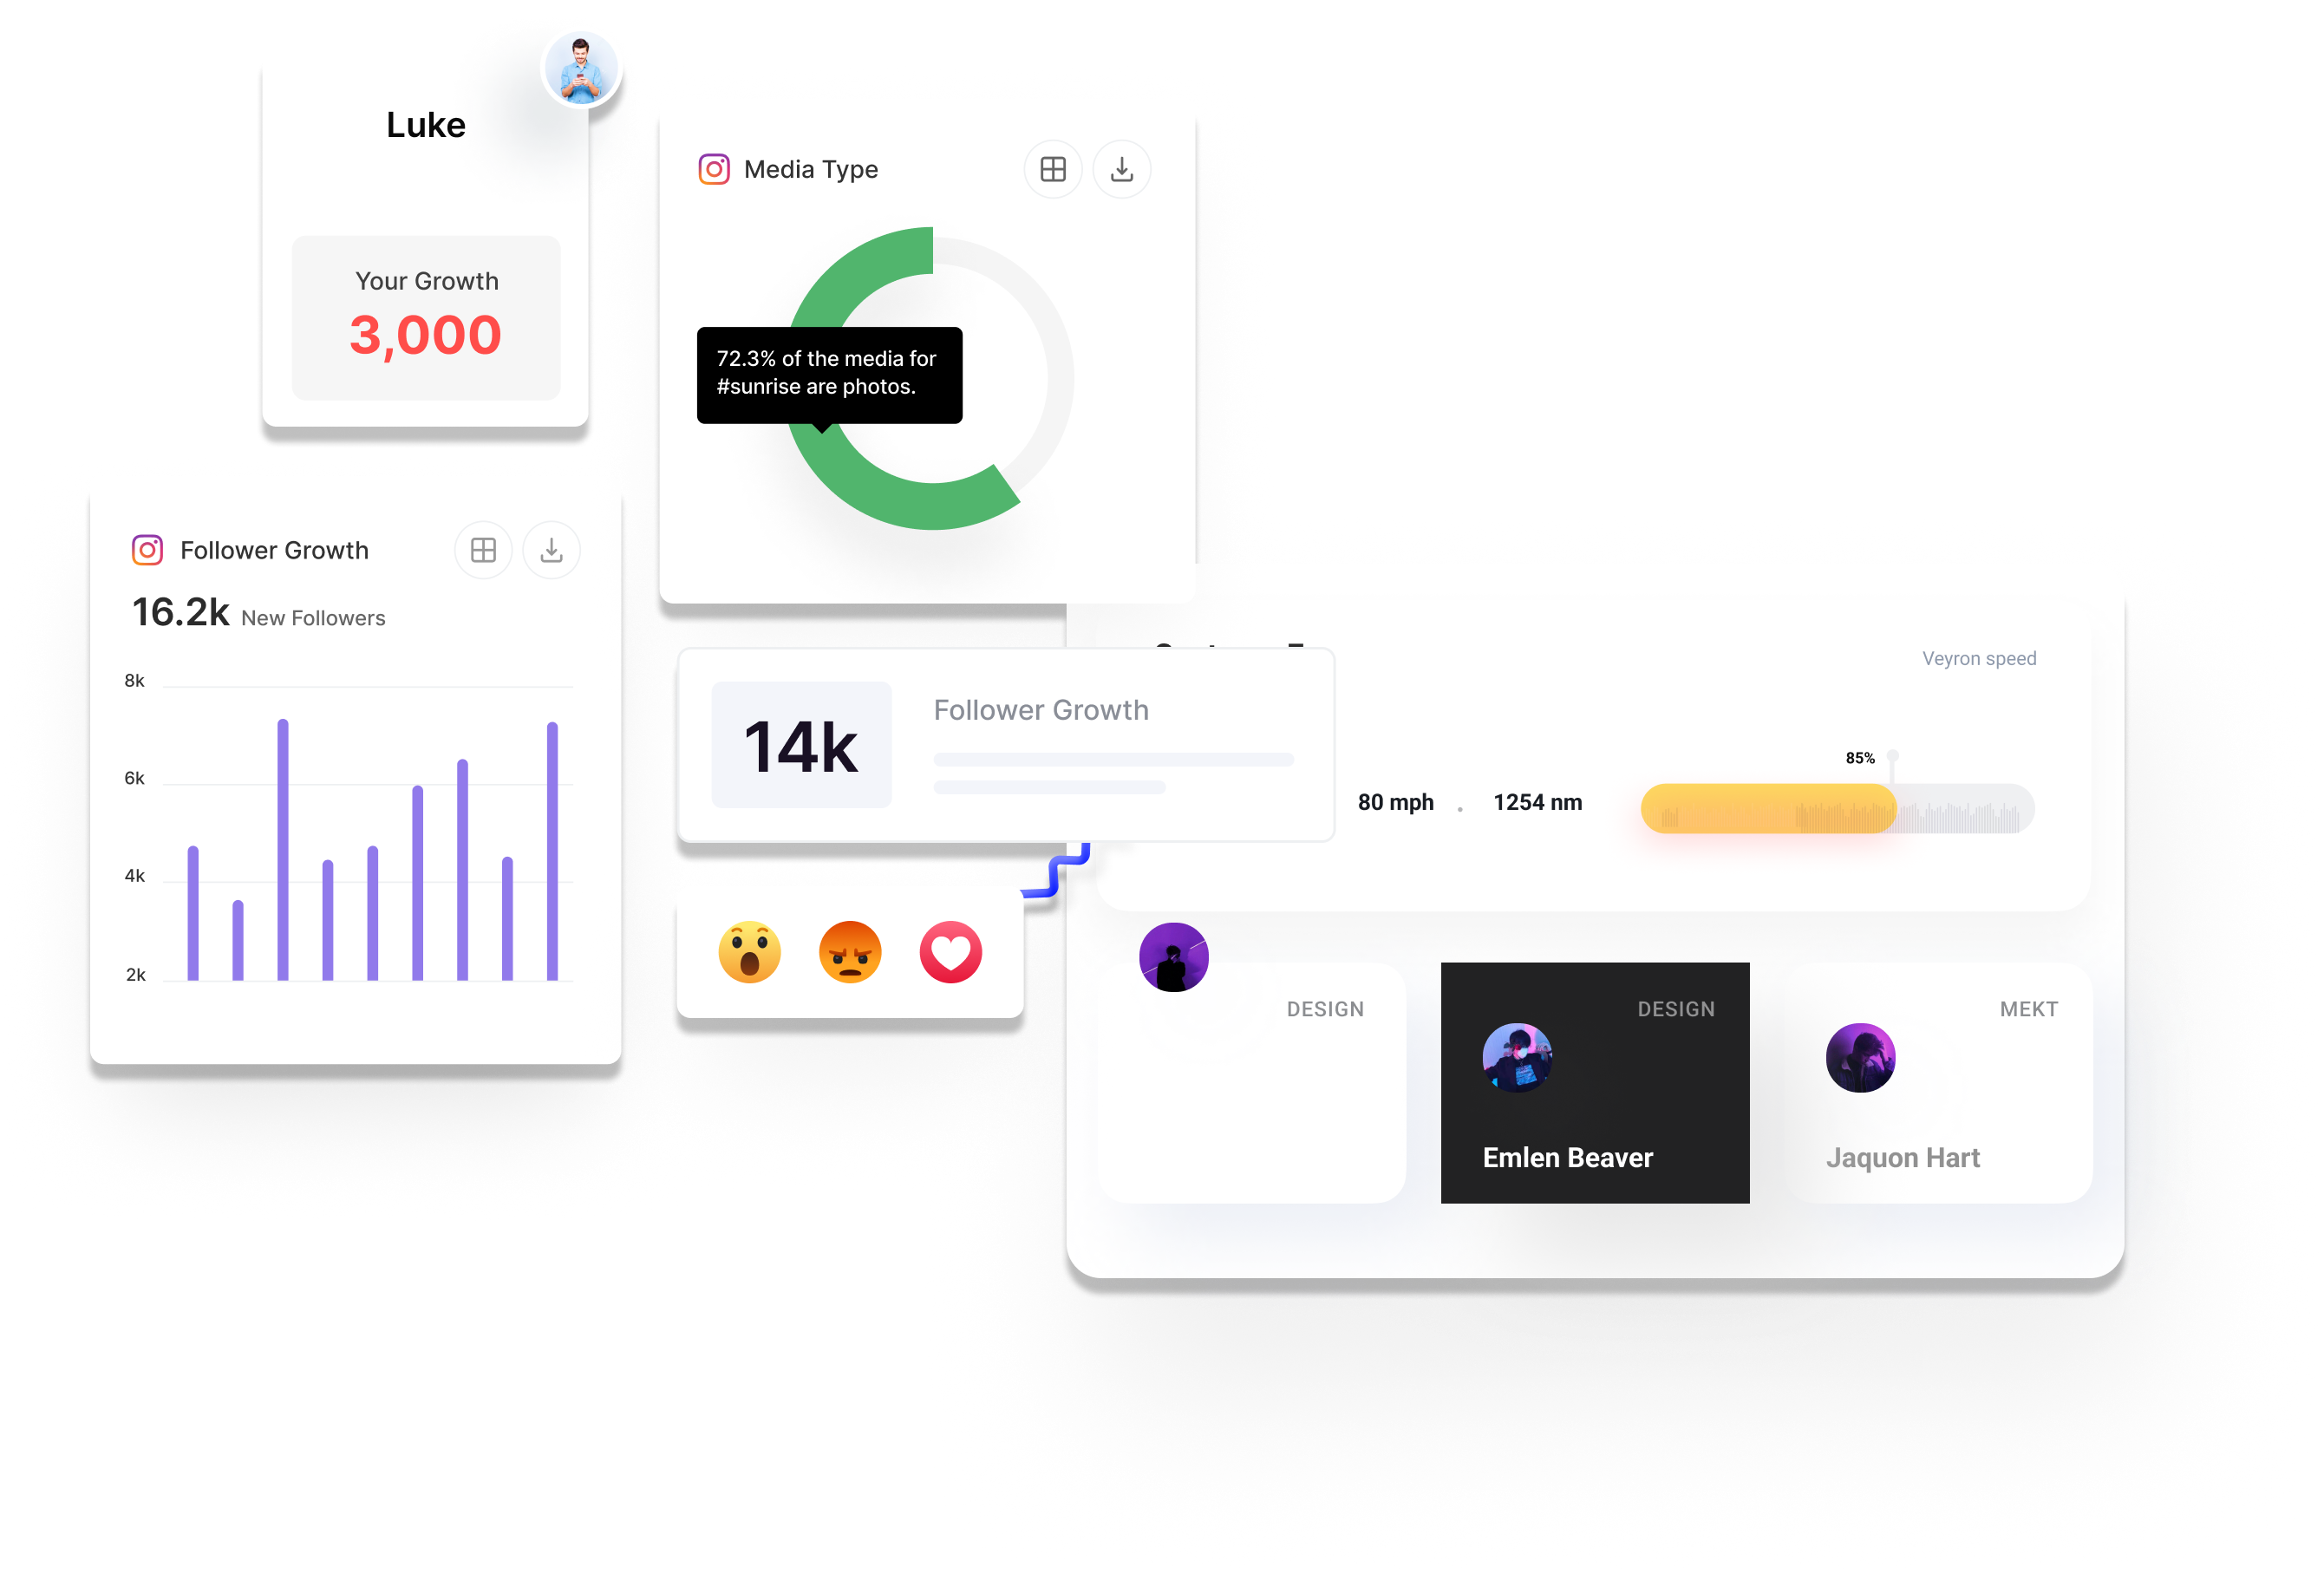 Luke
Your Growth
3,000
Media Type
72.3% of the media for
#sunrise are photos.
Follower Growth
16.2k New Followers
8k
6k
4k
2k
14k
Follower Growth
Veyron speed
85%
80 mph . 1254 nm
DESIGN
DESIGN
Emlen Beaver
MEKT
Jaquon Hart